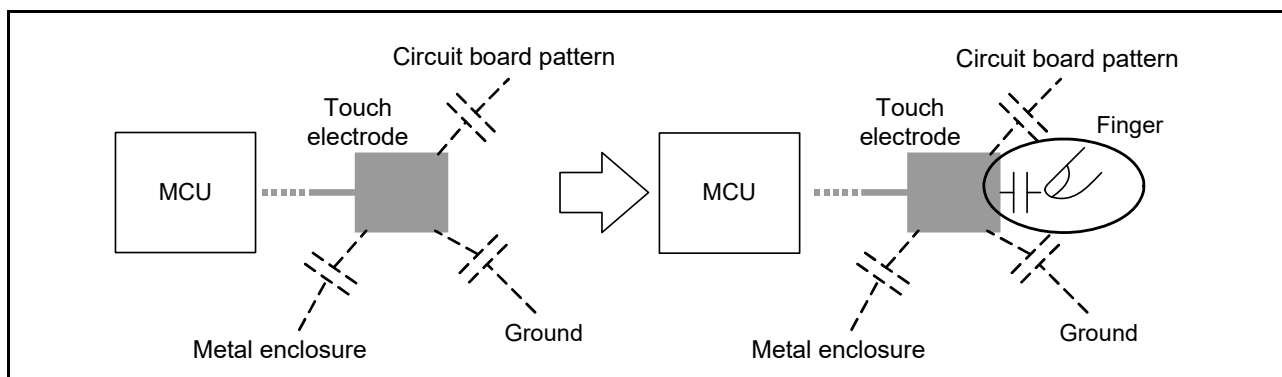 Circuit board pattern
Touch
electrode
MCU
Metal enclosure
Ground
Circuit board pattern
Touch
electrode
Finger
MCU
Metal enclosure
Ground